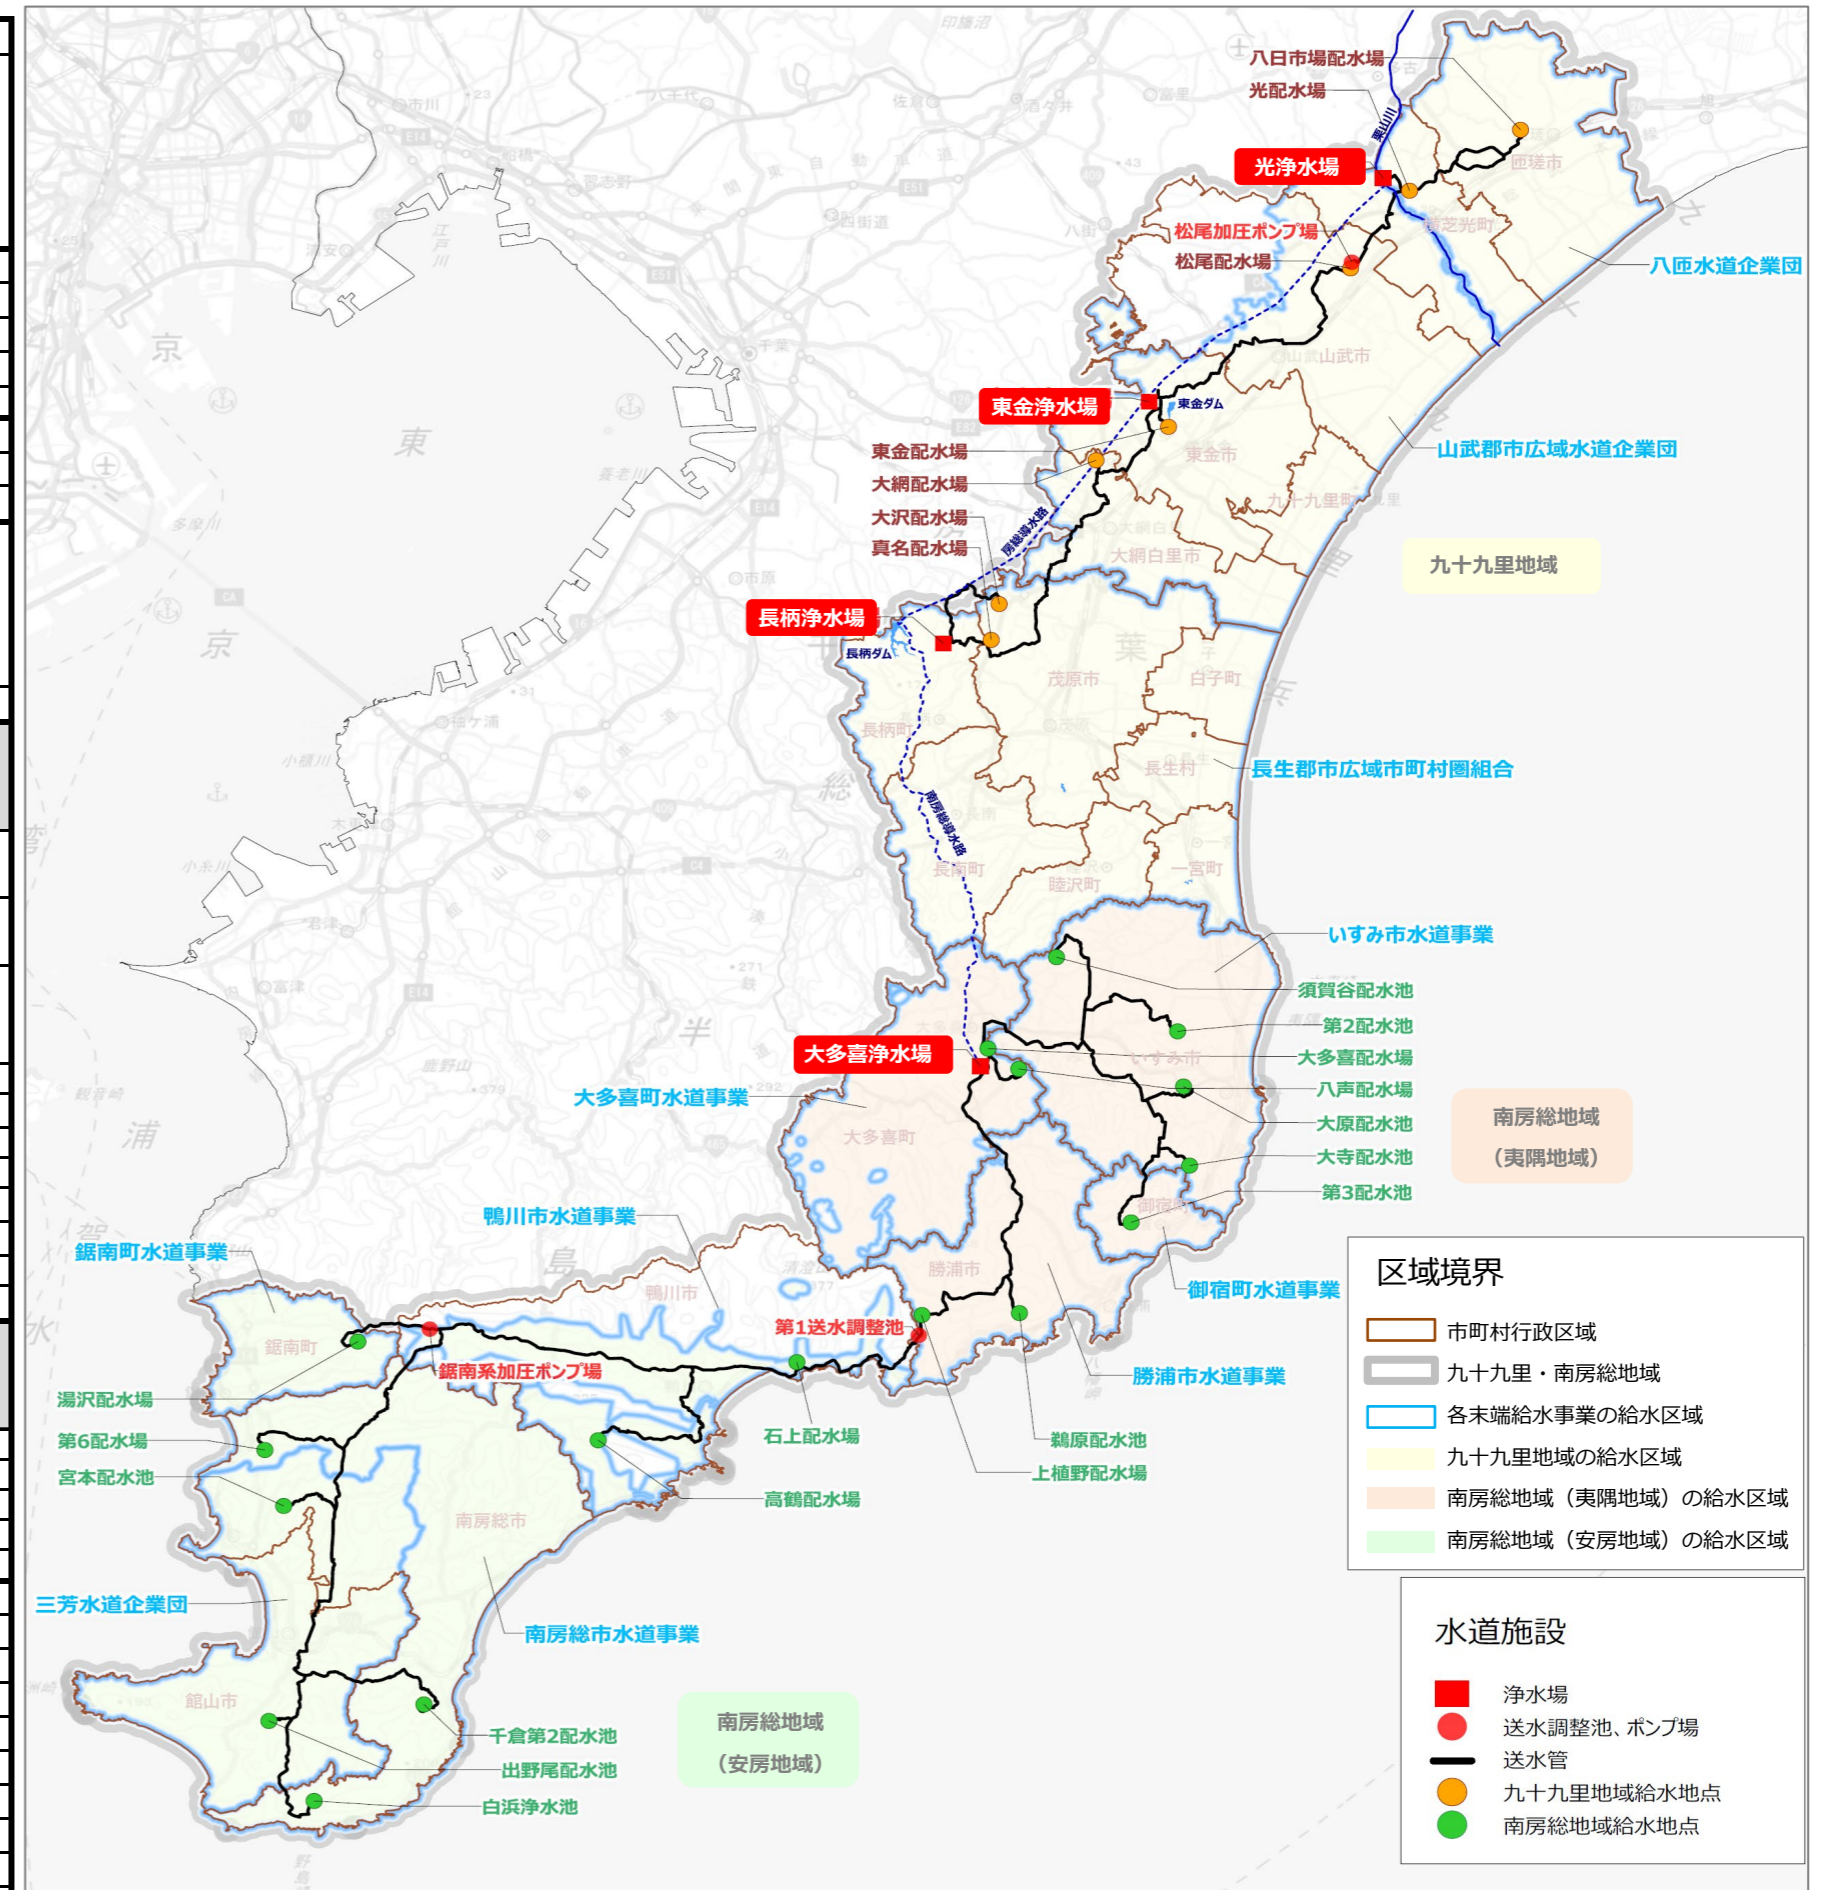 八日市場配水場
光配水場
栗山川
光浄水場
匝瑳市
横芝光町
松尾加圧ポンプ場
松尾配水場
八匝水道企業団
山武市
東金浄水場
東金ダム
東金配水場
東金市
山武郡市広域水道企業団
大網配水場
九十九里町
大沢配水場
房総導水路
真名配水場
大網白里市
九十九里地域
長柄浄水場
長柄ダム
茂原市
白子町
長柄町
長生村
長生郡市広域市町村圏組合
南房総導水路
長南町
睦沢町
一宮町
いすみ市水道事業
須賀谷配水池
第2配水池
大多喜浄水場
いすみ市
大多喜配水場
八声配水場
大多喜町水道事業
大原配水池
大多喜町
大寺配水池
第3配水池
南房総地域
（夷隅地域）
御宿町
鴨川市水道事業
鋸南町水道事業
勝浦市
鴨川市
御宿町水道事業
第1送水調整池
鋸南町
鋸南系加圧ポンプ場
勝浦市水道事業
湯沢配水場
第6配水場
石上配水場
鵜原配水池
宮本配水池
上植野配水場
高鶴配水場
南房総市
三芳水道企業団
南房総市水道事業
館山市
千倉第2配水池
出野尾配水池
白浜浄水池
南房総地域
（安房地域）
区域境界
市町村行政区域
九十九里・南房総地域
各末端給水事業の給水区域
九十九里地域の給水区域
南房総地域（夷隅地域）の給水区域
南房総地域（安房地域）の給水区域
水道施設
浄水場
送水調整池、ポンプ場
送水管
九十九里地域給水地点
南房総地域給水地点